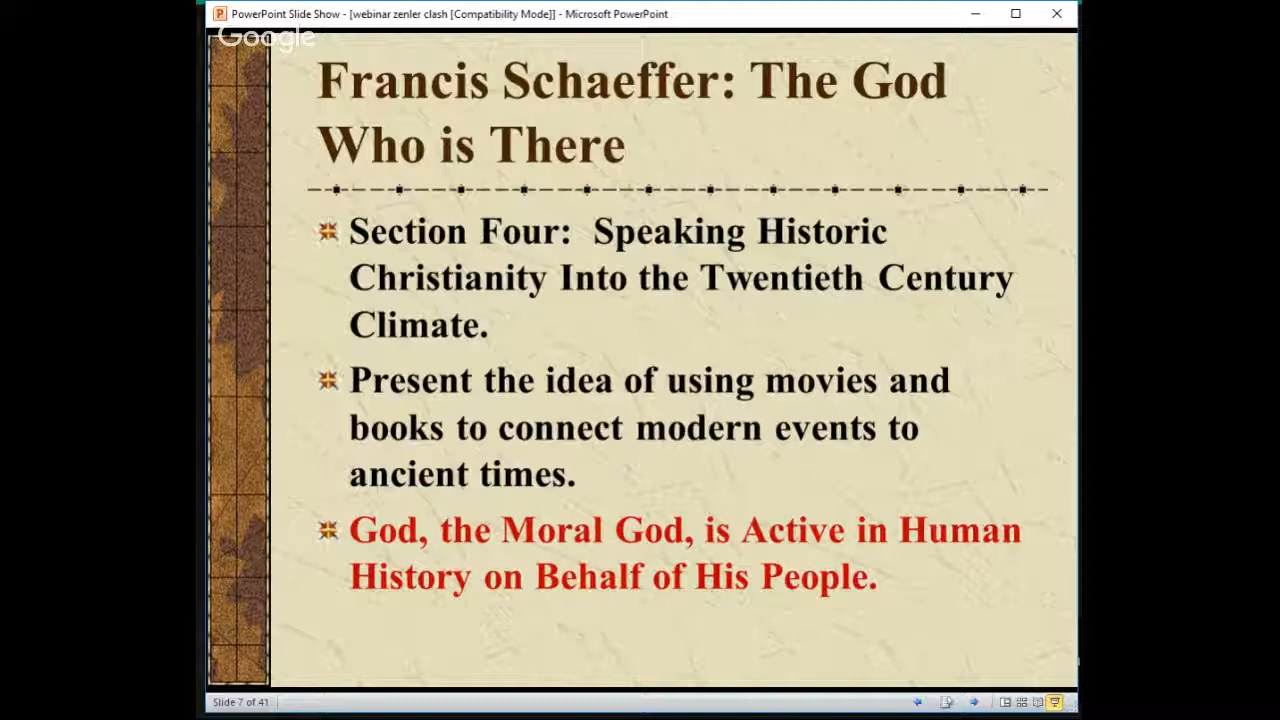 PowerPoint Slide Show - [webinar zenler clash [Compatibility Mode]] - Microsoft PowerPoint
Google
Francis Schaeffer: The God
Who is There
Section Four:  Speaking Historic
Christianity Into the Twentieth Century
Climate.
Present the idea of using movies and
books to connect modern events to
ancient times.
God, the Moral God, is Active in Human
History on Behalf of His People.
Slide 7 of 41